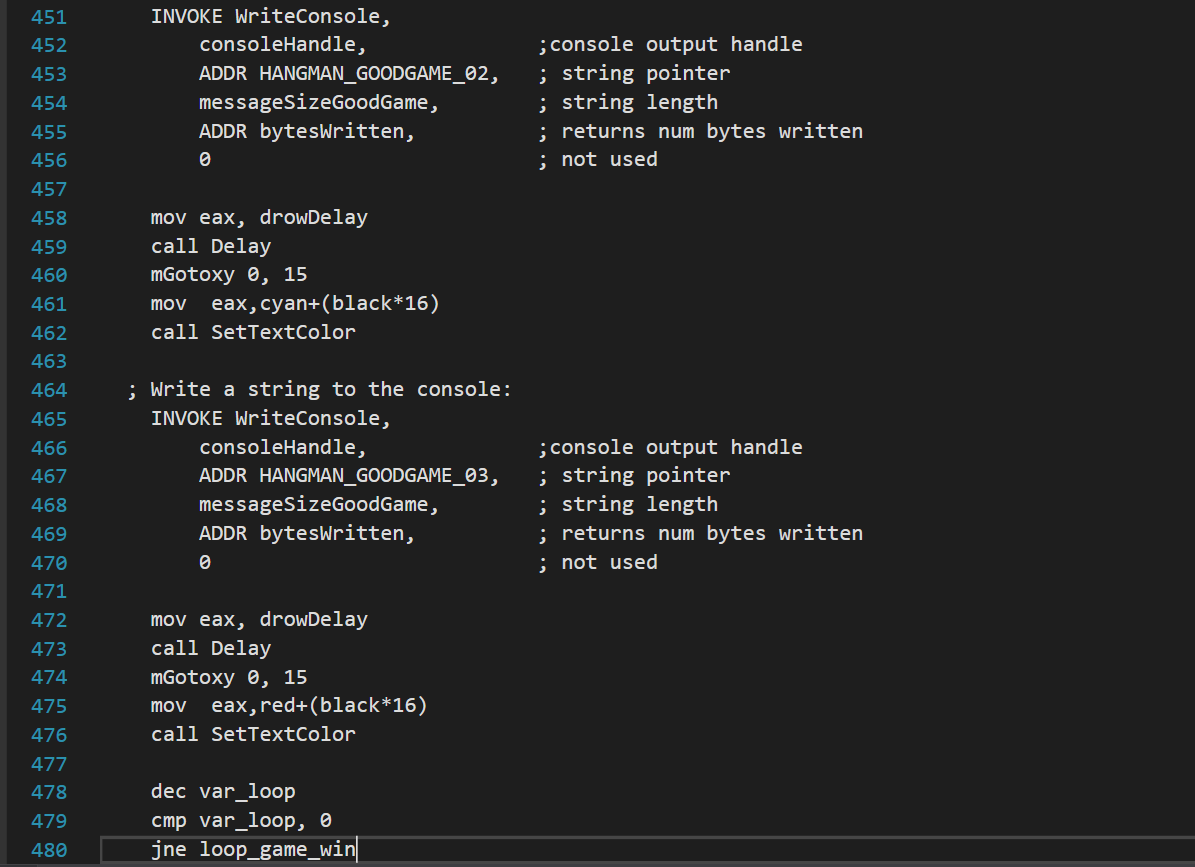 451 INVOKE WriteConsole,
452 consoleHandle, ;console output handle
453 ADDR HANGMAN_GOODGAME_02, ; string pointer
454 messageSizeGoodGame, ; string length
455 ADDR bytesWritten, ; returns num bytes written
456 0 ; not used
457
458 mov eax, drowDelay
459 call Delay
460 mGotoxy 0, 15
461 mov  eax,cyan+(black*16)
462 call SetTextColor
463
464 ; Write a string to the console:
465 INVOKE WriteConsole,
466 consoleHandle, ;console output handle
467 ADDR HANGMAN_GOODGAME_03, ; string pointer
468 messageSizeGoodGame, ; string length
469 ADDR bytesWritten, ; returns num bytes written
470 0 ; not used
471
472 mov eax, drowDelay
473 call Delay
474 mGotoxy 0, 15
475 mov  eax,red+(black*16)
476 call SetTextColor
477
478 dec var_loop
479 cmp var_loop, 0
480 jne loop_game_win